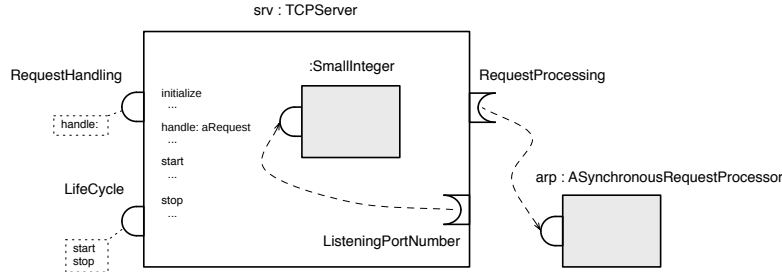 srv : TCPServer
:SmallInteger
RequestHandling
RequestProcessing
initialize
...
handle:
handle: aRequest
...
start
...
LifeCycle
arp : ASynchronousRequestProcessor
stop
...
ListeningPortNumber
start
stop